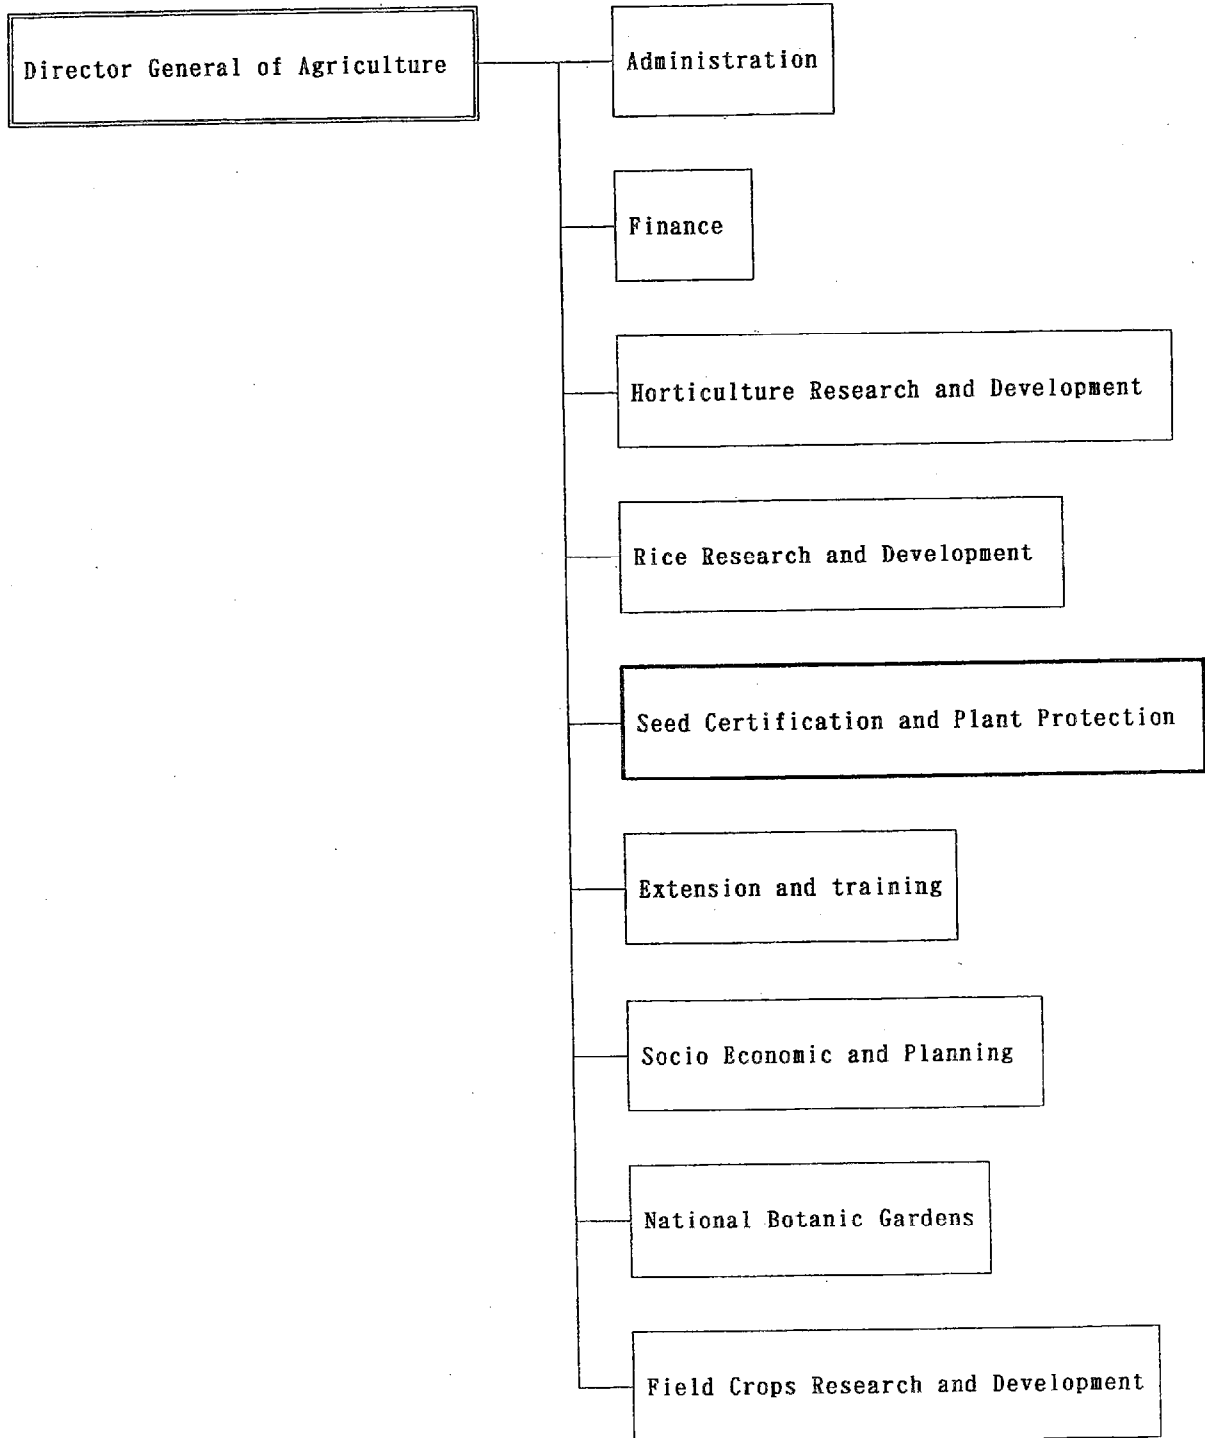 Director General of Agriculture
Administration
Finance
Horticulture Research and Development
Rice Research and Development
Seed Certification and Plant Protection
Extension and training
Socio Economic and Planning
National Botanic Gardens
Field Crops Research and Development